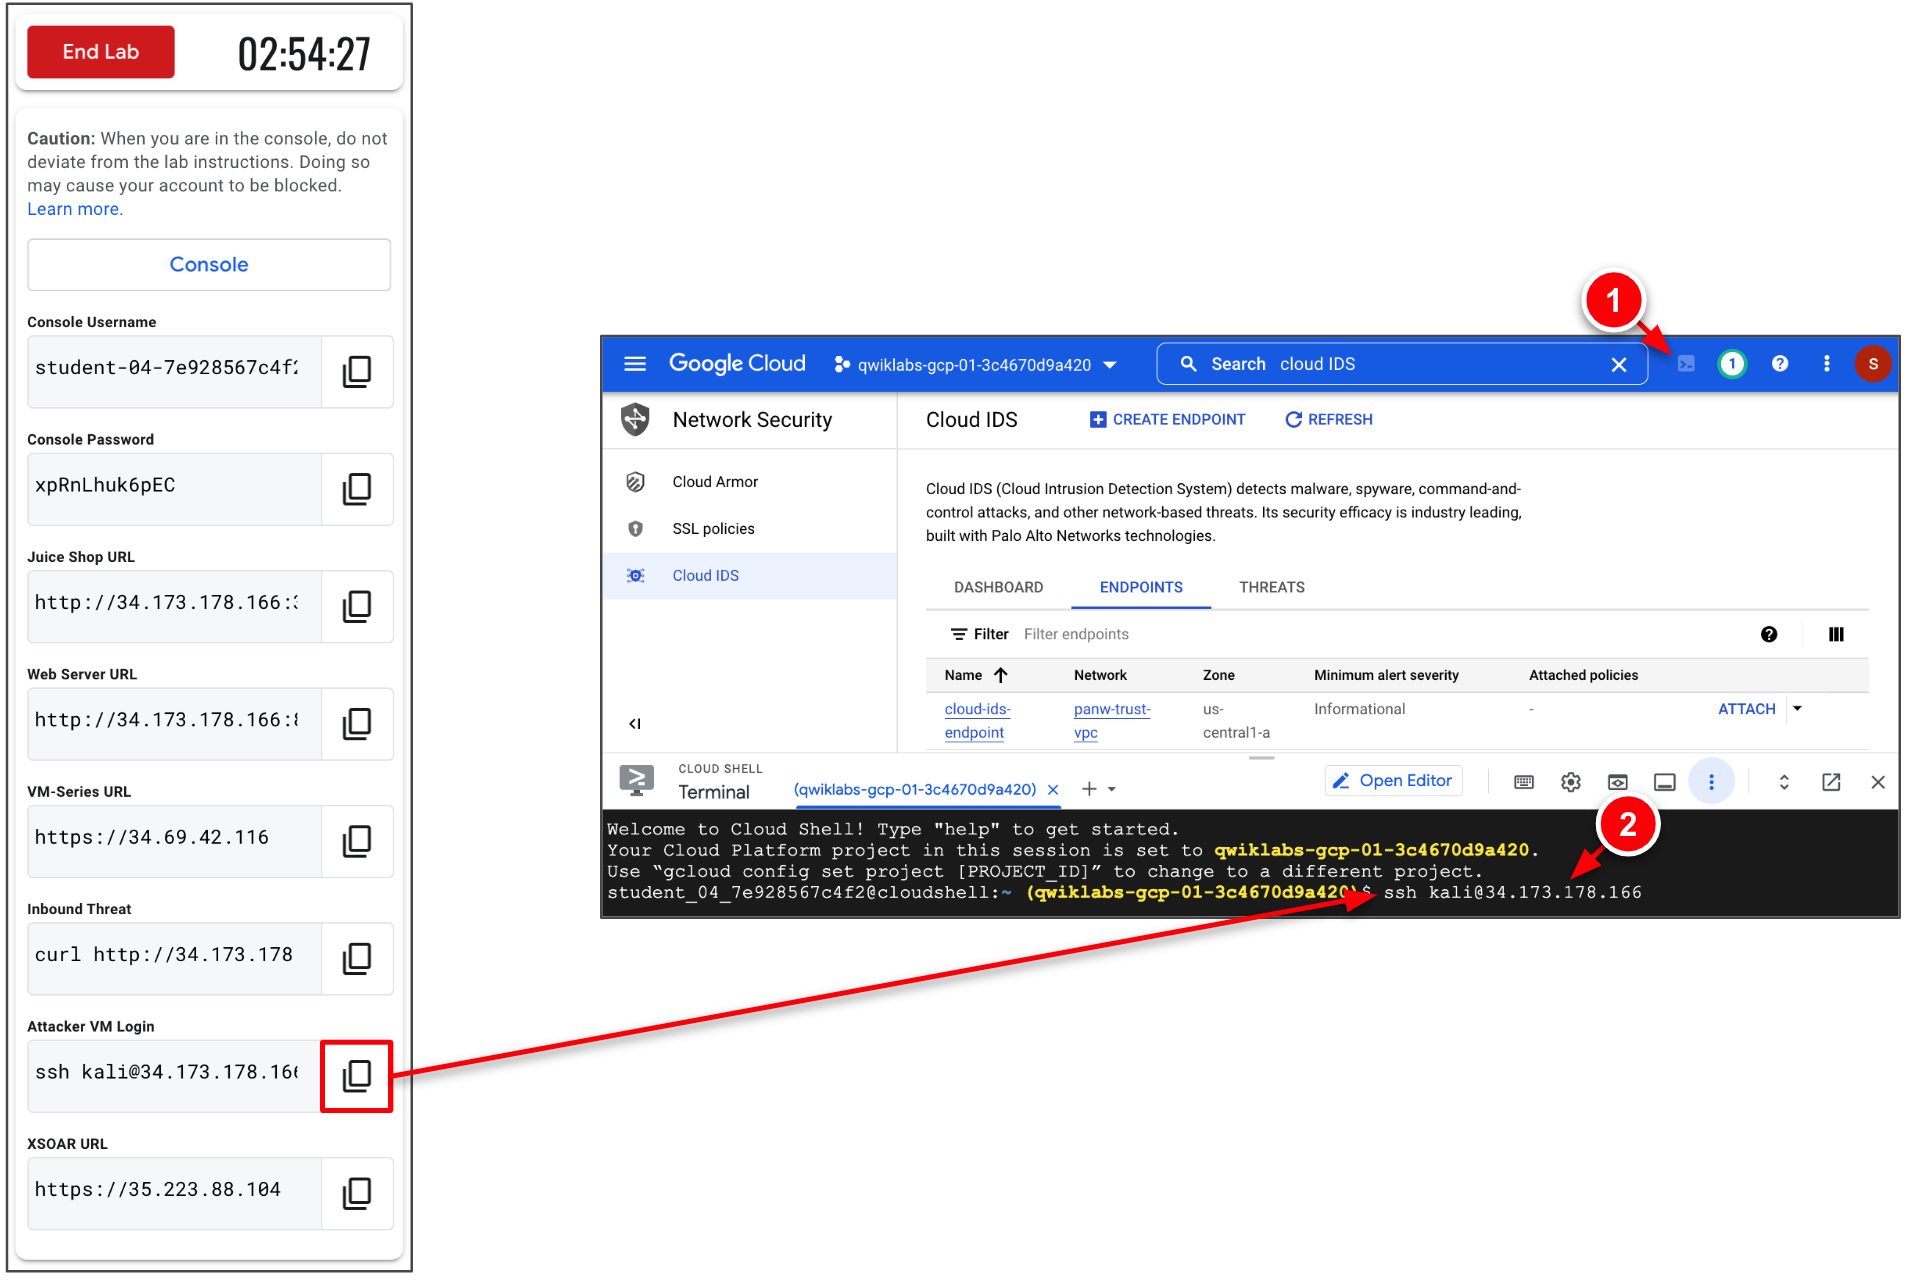 End Lab
02:54:27
Caution: When you are in the console, do not
deviate from the lab instructions. Doing so
may cause your account to be blocked.
Learn more.
Console
Console Username
student-04-7e928567c4f2
Console Password
xpRnLhuk6pEC
Juice Shop URL
http://34.173.178.166:3
Web Server URL
http://34.173.178.166:8
VM-Series URL
https://34.69.42.116
Inbound Threat
curl http://34.173.178
Attacker VM Login
ssh kali@34.173.178.166
XSOAR URL
https://35.223.88.104
1
Google Cloud
qwiklabs-gcp-01-3c4670d9a420
Search cloud IDS
1
S
Network Security
Cloud IDS
CREATE ENDPOINT
REFRESH
Cloud Armor
SSL policies
Cloud IDS
Cloud IDS (Cloud Intrusion Detection System) detects malware, spyware, command-and-
control attacks, and other network-based threats. Its security efficacy is industry leading,
built with Palo Alto Networks technologies.
DASHBOARD ENDPOINTS THREATS
Filter Filter endpoints
Name Network Zone Minimum alert severity Attached policies
cloud-ids- panw-trust- us- Informational - ATTACH
endpoint vpc central1-a
CLOUD SHELL
Terminal
(qwiklabs-gcp-01-3c4670d9a420)
Open Editor
2
Welcome to Cloud Shell! Type "help" to get started.
Your Cloud Platform project in this session is set to qwiklabs-gcp-01-3c4670d9a420.
Use “gcloud config set project [PROJECT_ID]” to change to a different project.
student_04_7e928567c4f2@cloudshell:~ (qwiklabs-gcp-01-3c4670d9a420)$ ssh kali@34.173.178.166